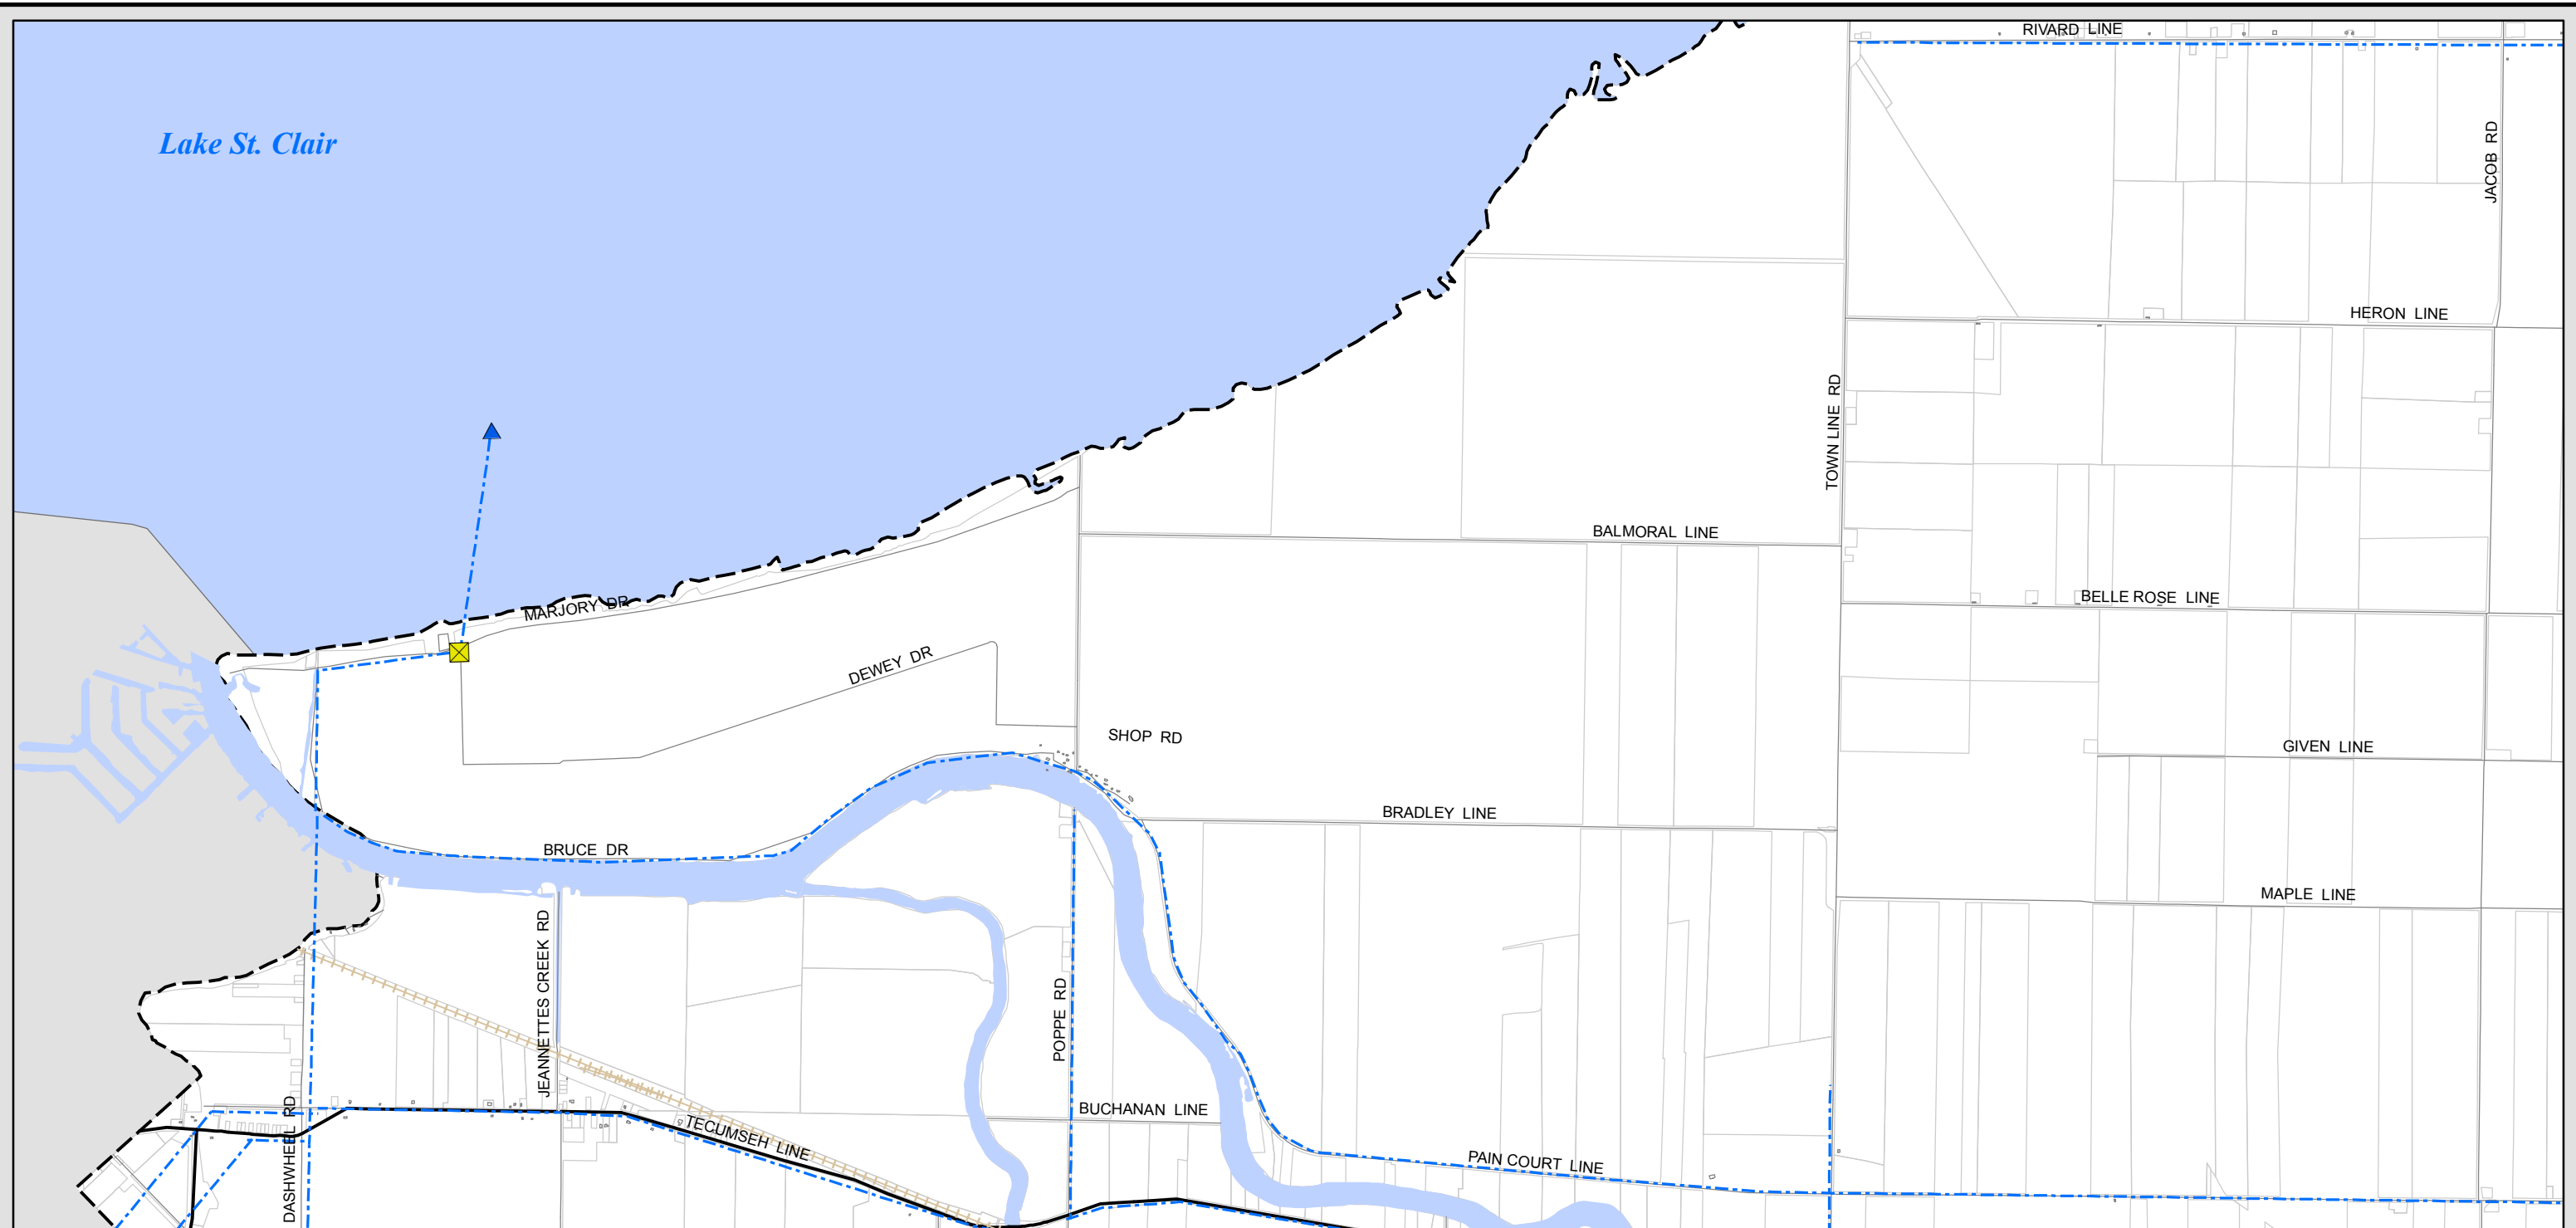 RIVARD LINE
Lake St. Clair
JACOB RD
HERON LINE
TOWN LINE RD
BALMORAL LINE
BELLE ROSE LINE
MARJORY DR
DEWEY DR
SHOP RD
GIVEN LINE
BRADLEY LINE
BRUCE DR
MAPLE LINE
JEANNETTES CREEK RD
POPPE RD
BUCHANAN LINE
TECUMSEH LINE
DASHWHEEL RD
PAIN COURT LINE